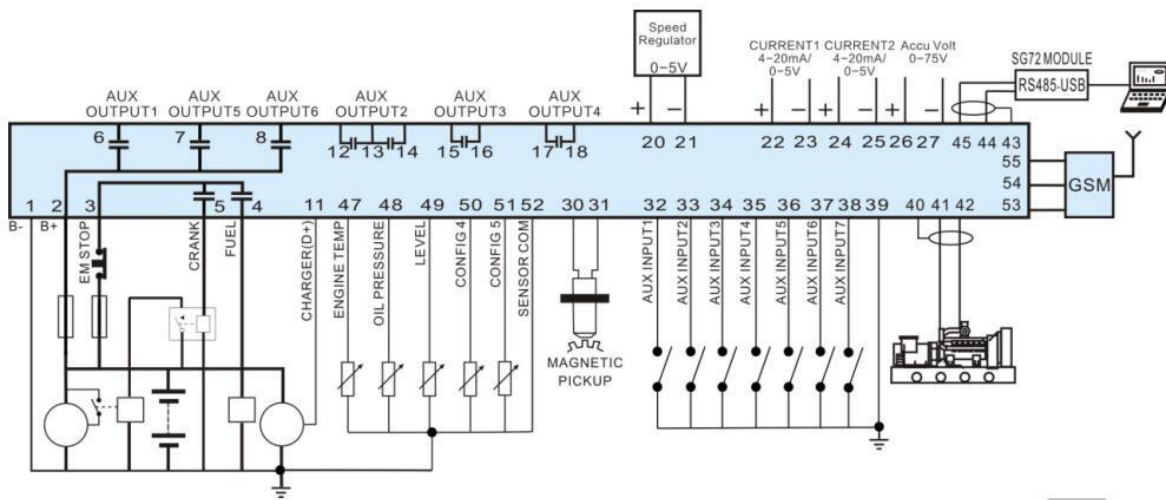 Speed
Regulator
0-5V
CURRENT1
4-20mA/
0-5V
CURRENT2
4-20mA/
0-5V
Accu Volt
0-75V
SG72 MODULE
RS485-USB
AUX
OUTPUT1
AUX
OUTPUT5
AUX
OUTPUT6
AUX
OUTPUT2
AUX
OUTPUT3
AUX
OUTPUT4
+ − + − + − + −
6 7 8 12 13 14 15 16 17 18 20 21 22 23 24 25 26 27 45 44 43
55
54
53
GSM
1 2 3 5 4 11 47 48 49 50 51 52 30 31 32 33 34 35 36 37 38 39 40 41 42
B-
B+
EM STOP
CRANK
FUEL
CHARGER(D+)
ENGINE TEMP
OIL PRESSURE
LEVEL
CONFIG 4
CONFIG 5
SENSOR COM
MAGNETIC
PICKUP
AUX INPUT1
AUX INPUT2
AUX INPUT3
AUX INPUT4
AUX INPUT5
AUX INPUT6
AUX INPUT7